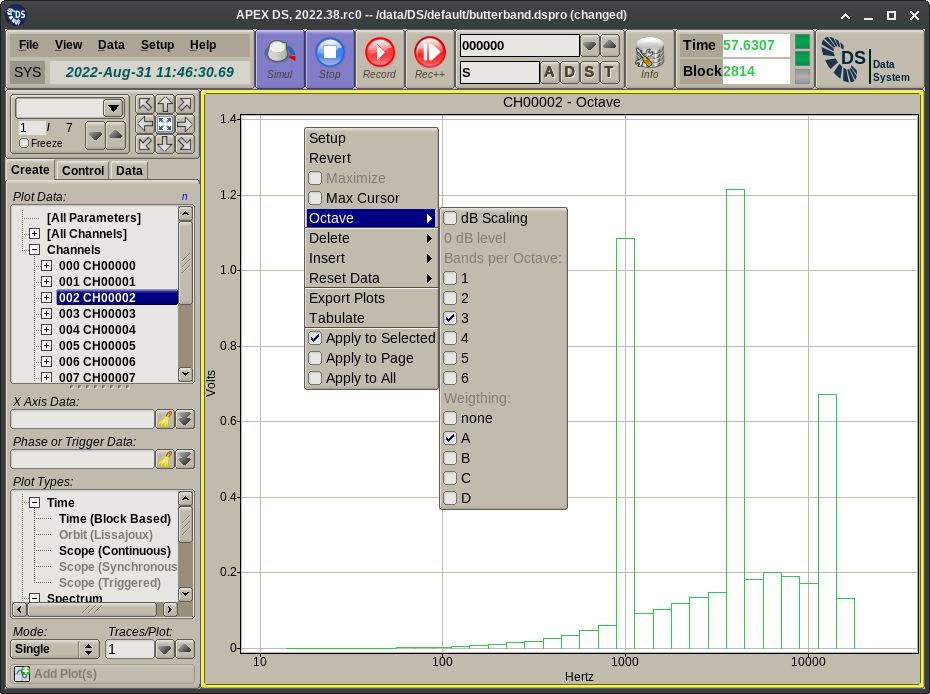 APEX DS, 2022.38.rc0 -- /data/DS/default/butterband.dspro (changed)
File View Data Setup Help
SYS 2022-Aug-31 11:46:30.69
Simul Stop Record Rec++
000000
S A D S T
Info
Time 57.6307
Block 2814
DS Data System
1 / 7
Freeze
Create Control Data
Plot Data: n
[All Parameters]
[All Channels]
Channels
000 CH00000
001 CH00001
002 CH00002
003 CH00003
004 CH00004
005 CH00005
006 CH00006
007 CH00007
X Axis Data:
Phase or Trigger Data:
Plot Types:
Time
Time (Block Based)
Orbit (Lissajoux)
Scope (Continuous)
Scope (Synchronous
Scope (Triggered)
Spectrum
Mode: Traces/Plot:
Single 1
Add Plot(s)
CH00002 - Octave
1.4
1.2
1.0
0.8
0.6
0.4
0.2
0
Volts
10 100 1000 10000
Hertz
Setup
Revert
Maximize
Max Cursor
Octave
Delete
Insert
Reset Data
Export Plots
Tabulate
Apply to Selected
Apply to Page
Apply to All
dB Scaling
0 dB level
Bands per Octave:
1
2
3
4
5
6
Weigthing:
none
A
B
C
D